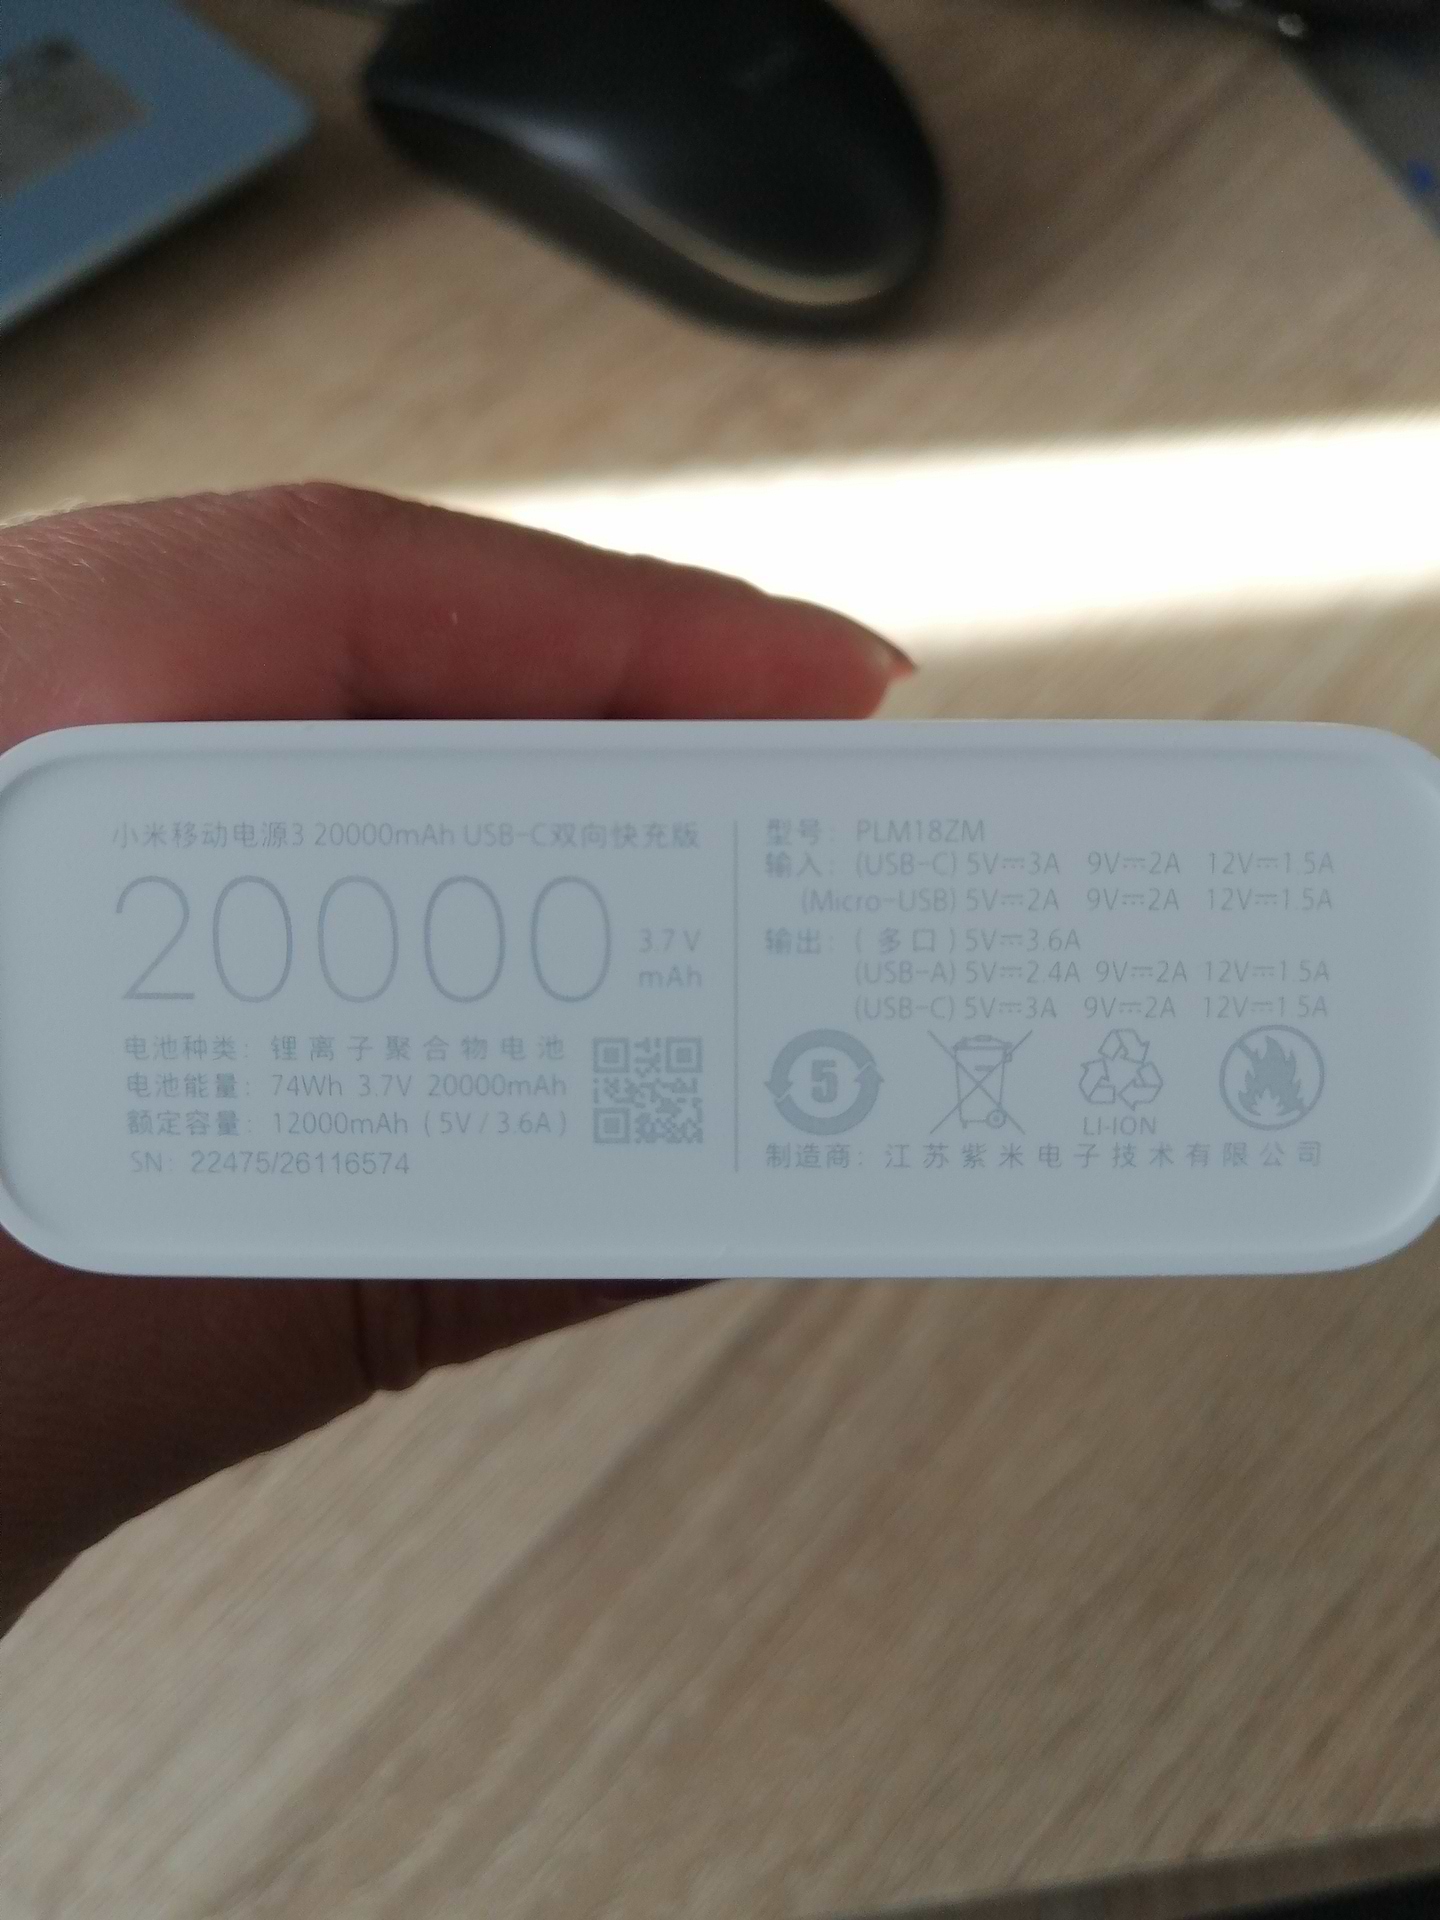 小米移动电源3 20000mAh USB-C双向快充版
20000 3.7V mAh
电池种类：锂离子聚合物电池
电池能量：74Wh 3.7V 20000mAh
额定容量：12000mAh（5V/3.6A）
SN：22475/26116574
型号：PLM18ZM
输入：(USB-C) 5V⎓3A 9V⎓2A 12V⎓1.5A
(Micro-USB) 5V⎓2A 9V⎓2A 12V⎓1.5A
输出：(多口) 5V⎓3.6A
(USB-A) 5V⎓2.4A 9V⎓2A 12V⎓1.5A
(USB-C) 5V⎓3A 9V⎓2A 12V⎓1.5A
5
LI-ION
制造商：江苏紫米电子技术有限公司